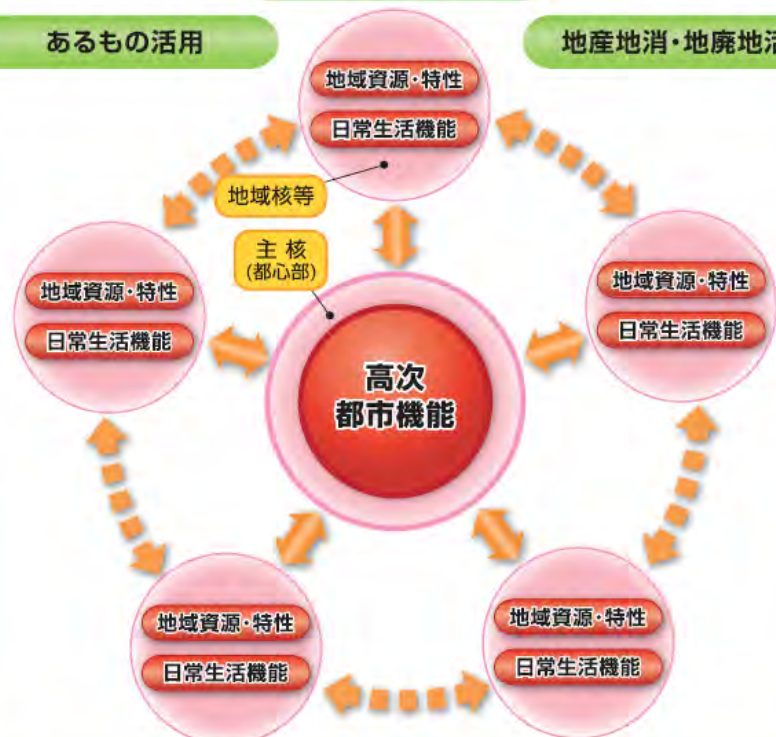 あるもの活用
地産地消・地廃地活
地域資源・特性
日常生活機能
地域核等
主 核
(都心部)
地域資源・特性
日常生活機能
地域資源・特性
日常生活機能
高次
都市機能
地域資源・特性
日常生活機能
地域資源・特性
日常生活機能